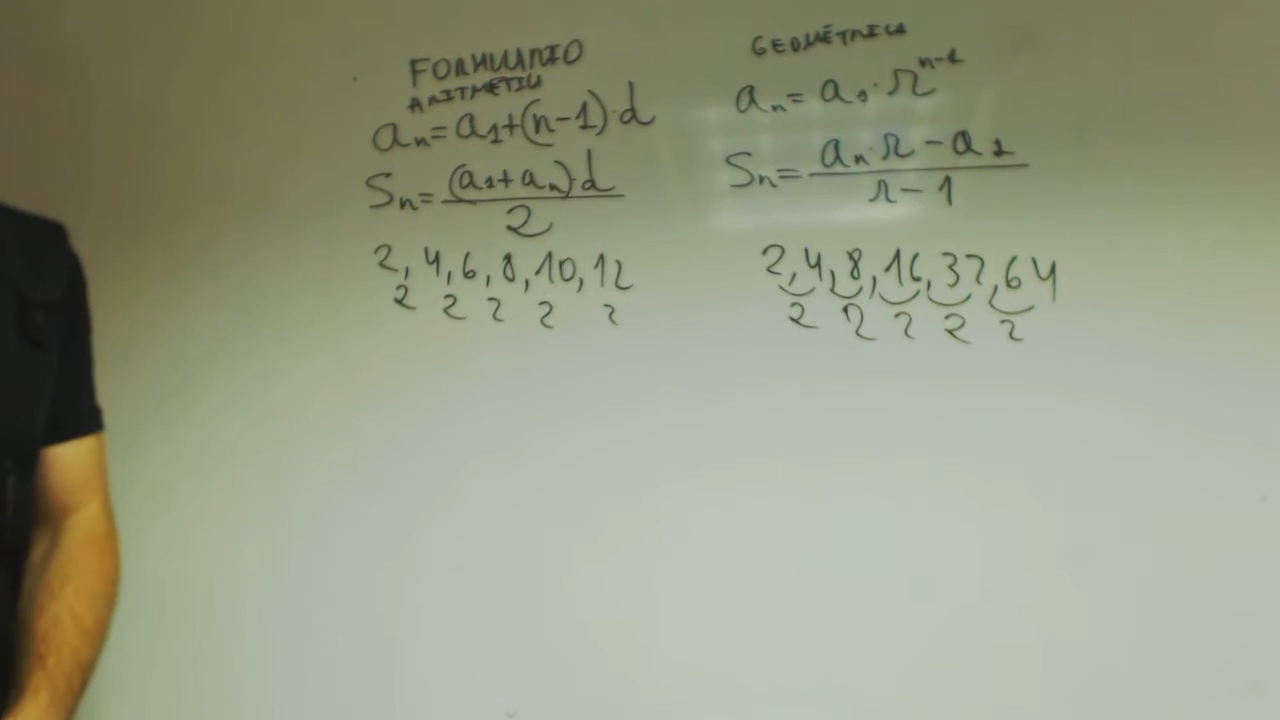 FORMULARIO
ARITMÉTICA
aₙ=a₁+(n-1)·d
Sₙ=(a₁+aₙ)·d/2
2, 4, 6, 8, 10, 12
2 2 2 2 2
GEOMÉTRICA
aₙ=a₁·r^(n-1)
Sₙ=(aₙ·r-a₁)/(r-1)
2, 4, 8, 16, 32, 64
2 2 2 2 2